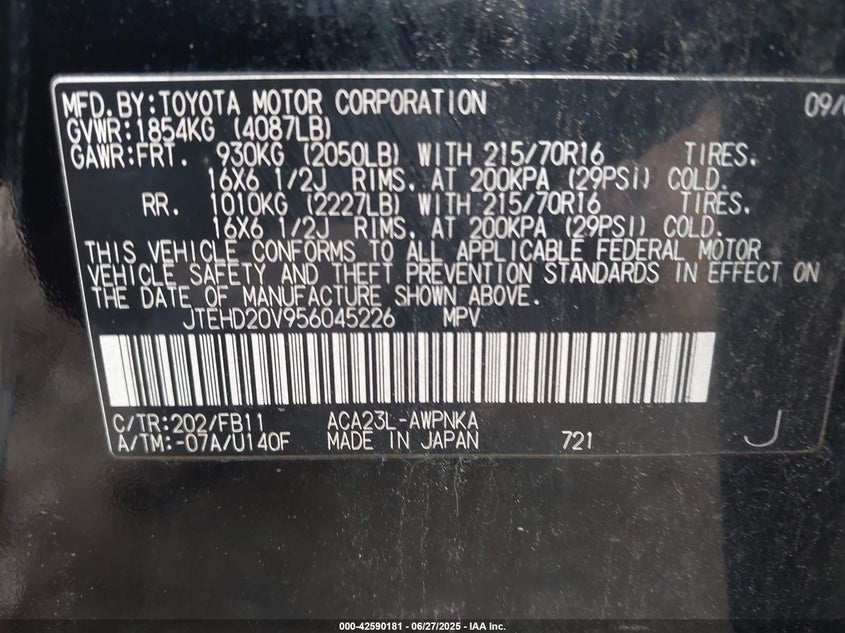 MFD.BY:TOYOTA MOTOR CORPORATION 09/
GVWR:1854KG (4087LB)
GAWR:FRT. 930KG (2050LB) WITH 215/70R16 TIRES.
16X6 1/2J RIMS. AT 200KPA (29PSI) COLD.
RR. 1010KG (2227LB) WITH 215/70R16 TIRES.
16X6 1/2J RIMS. AT 200KPA (29PSI) COLD.
THIS VEHICLE CONFORMS TO ALL APPLICABLE FEDERAL MOTOR
VEHICLE SAFETY AND THEFT PREVENTION STANDARDS IN EFFECT ON
THE DATE OF MANUFACTURE SHOWN ABOVE.
JTEHD20V956045226 MPV
C/TR:202/FB11 ACA23L-AWPNKA
A/TM:-07A/U140F MADE IN JAPAN 721 J
000-42590181 - 06/27/2025 - IAA Inc.